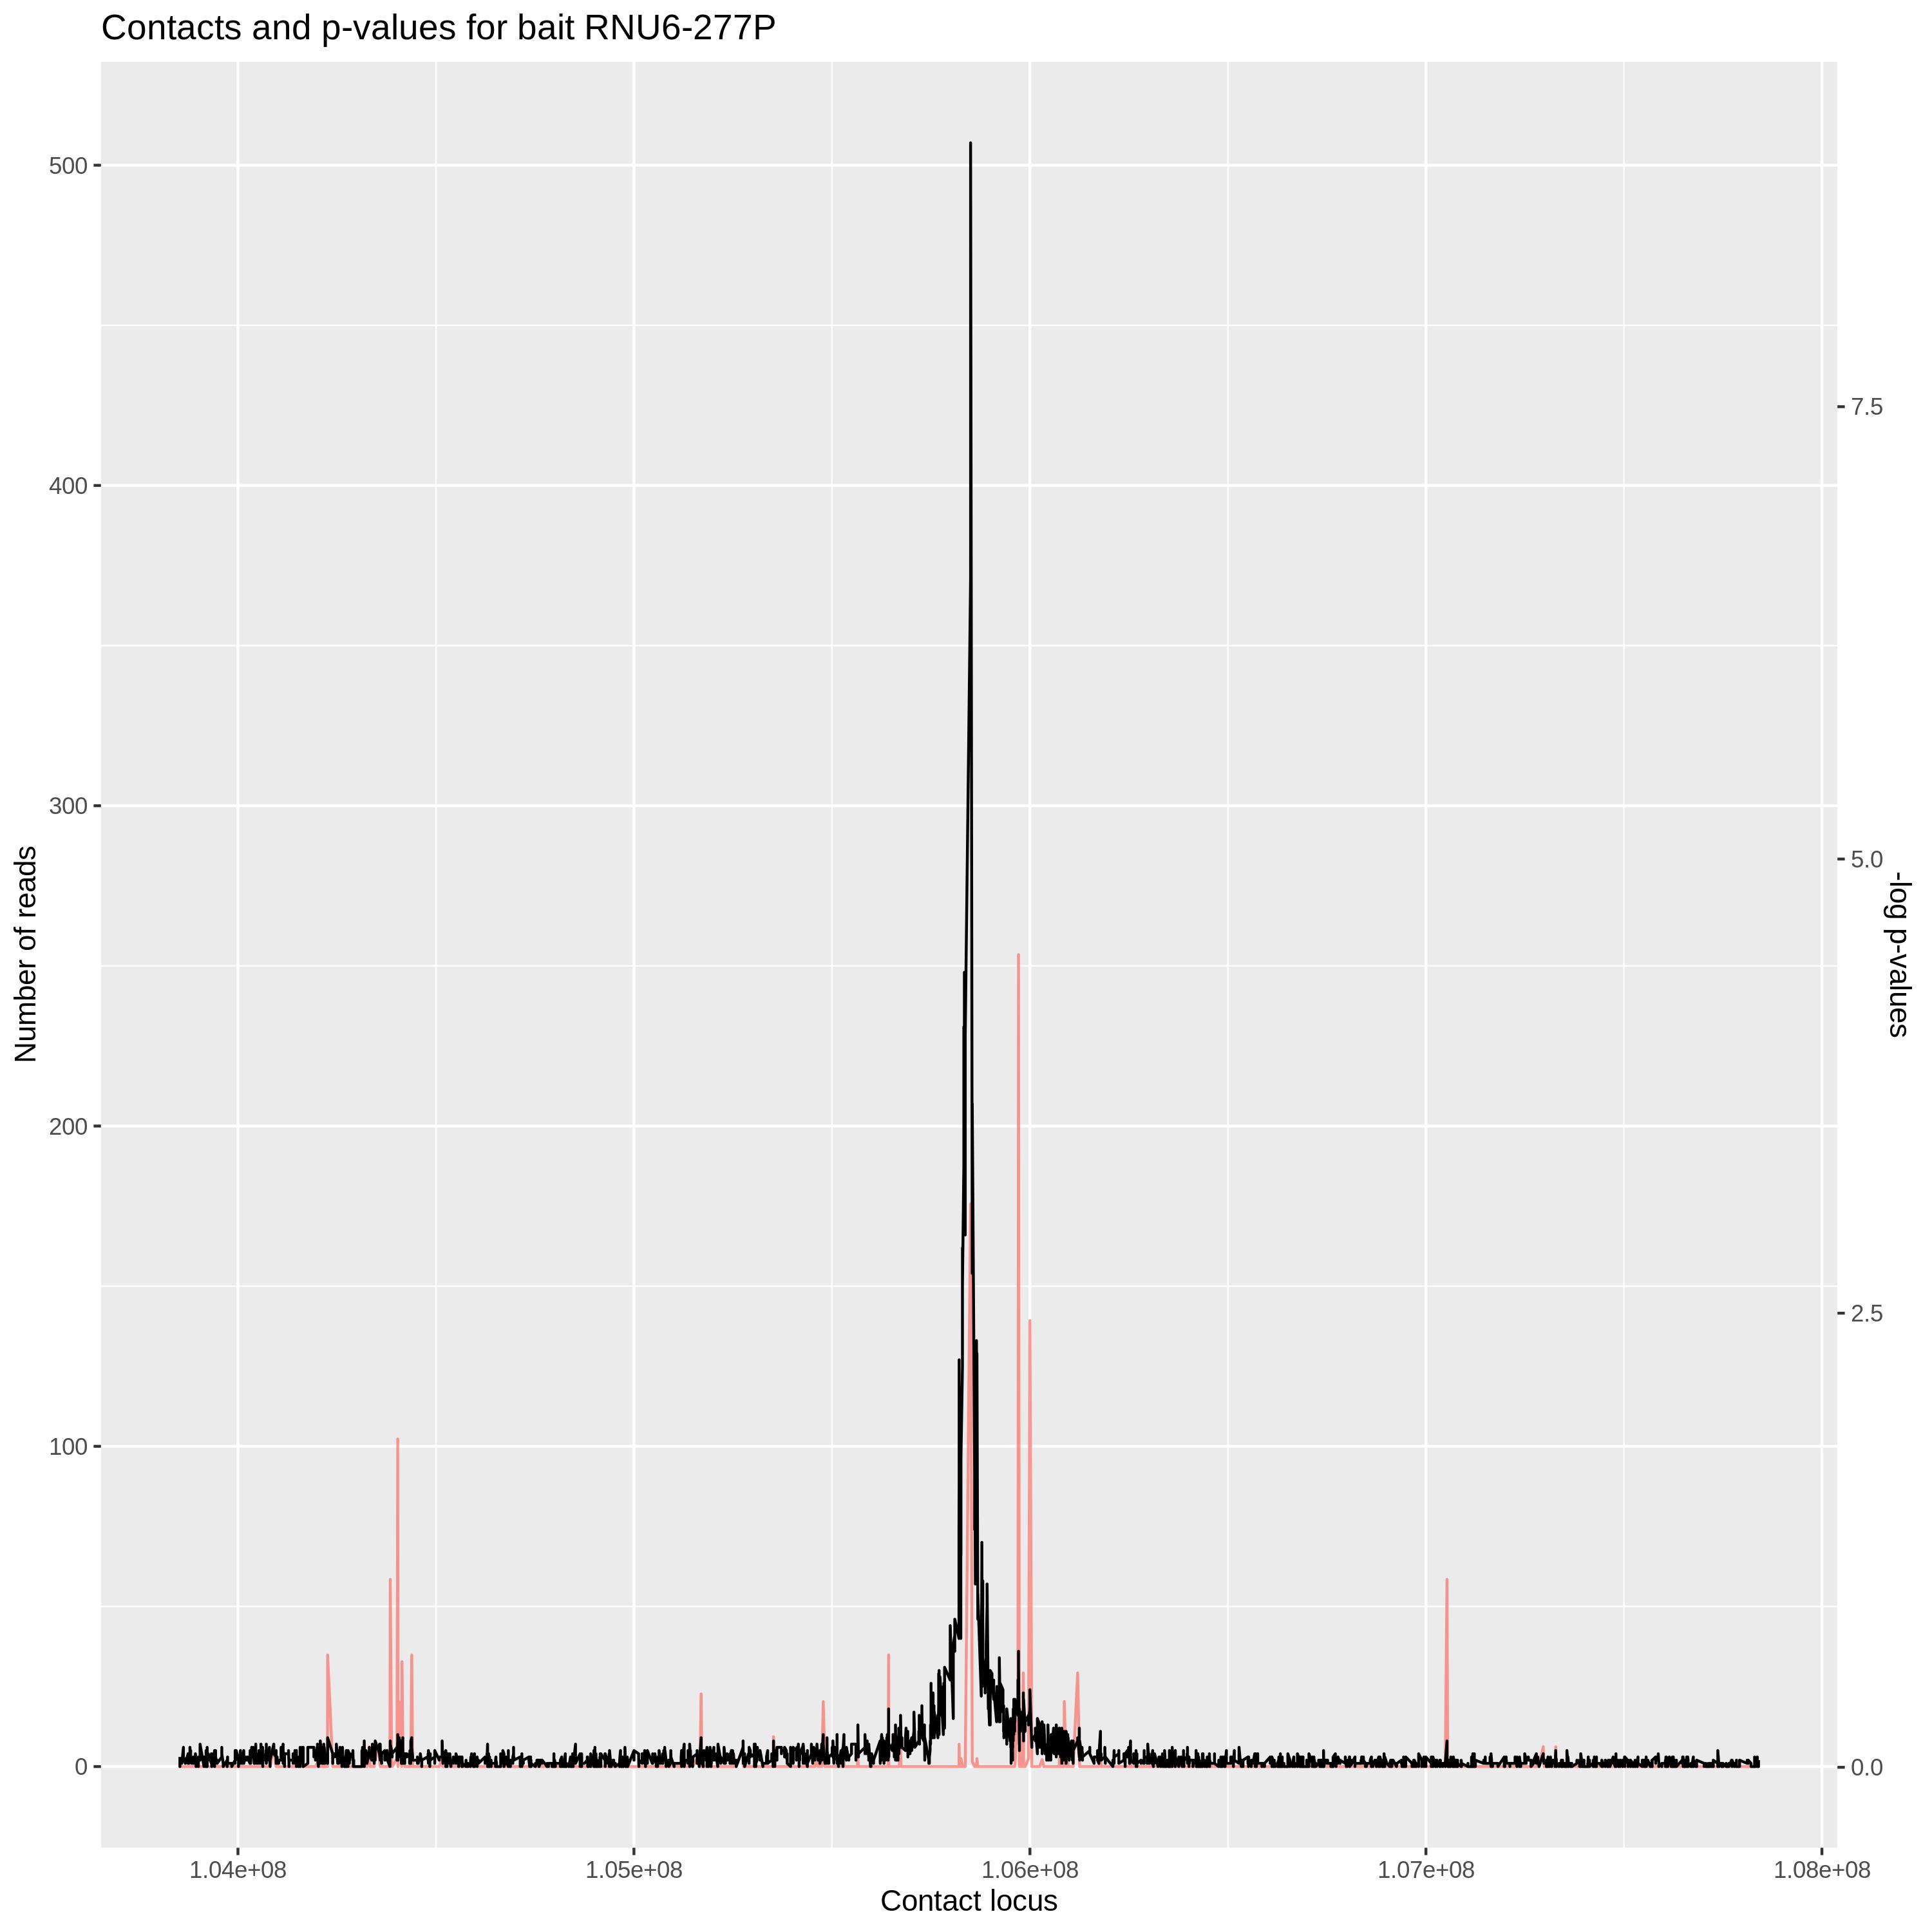 Contacts and p-values for bait RNU6-277P
500
400
300
200
100
0
Number of reads
7.5
5.0
2.5
0.0
-log p-values
1.04e+08
1.05e+08
1.06e+08
1.07e+08
1.08e+08
Contact locus